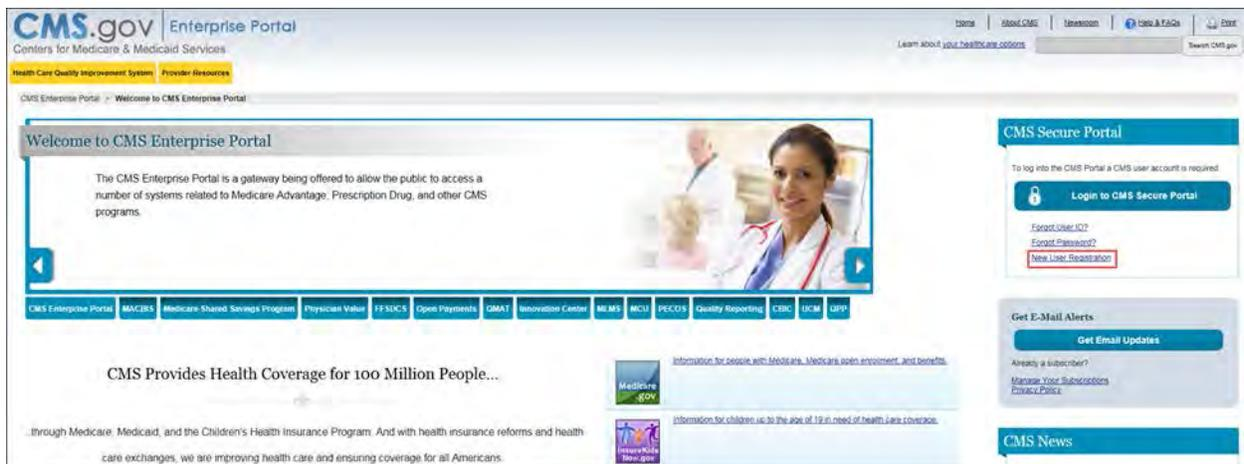 CMS.gov Enterprise Portal
Centers for Medicare & Medicaid Services
Home About CMS Newsroom Help & FAQs Print
Learn about your healthcare options Search CMS.gov
Health Care Quality Improvement System Provider Resources
CMS Enterprise Portal > Welcome to CMS Enterprise Portal
Welcome to CMS Enterprise Portal
The CMS Enterprise Portal is a gateway being offered to allow the public to access a
number of systems related to Medicare Advantage, Prescription Drug, and other CMS
programs.
CMS Enterprise Portal MACBIS Medicare Shared Savings Program Physician Value FFSDCS Open Payments QMAT Innovation Center MLMS MCU PECOS Quality Reporting CBIC UCM QPP
CMS Provides Health Coverage for 100 Million People...
...through Medicare, Medicaid, and the Children's Health Insurance Program. And with health insurance reforms and health
care exchanges, we are improving health care and ensuring coverage for all Americans.
Medicare
.gov
Information for people with Medicare, Medicare open enrollment, and benefits.
InsureKids
Now.gov
Information for children up to the age of 19 in need of health care coverage.
CMS Secure Portal
To log into the CMS Portal a CMS user account is required.
Login to CMS Secure Portal
Forgot User ID?
Forgot Password?
New User Registration
Get E-Mail Alerts
Get Email Updates
Already a subscriber?
Manage Your Subscriptions
Privacy Policy
CMS News